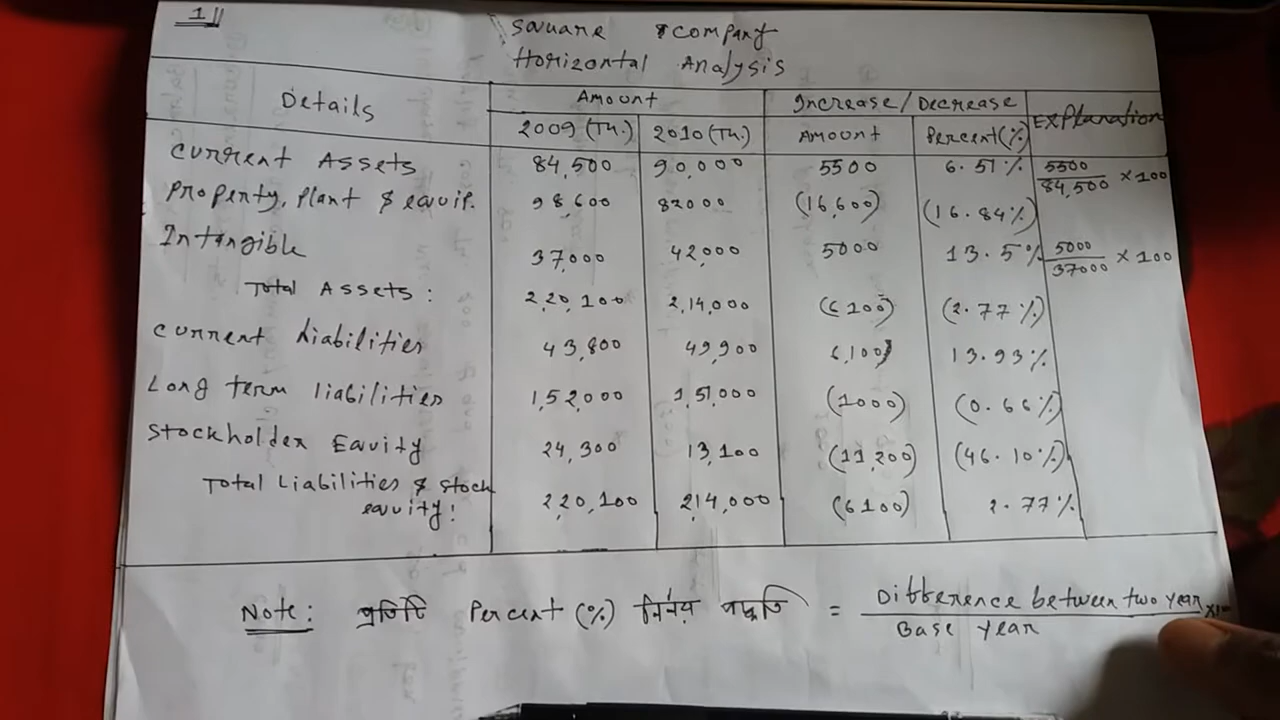 1
Square company
Horizontal Analysis
Details Amount Increase/Decrease Explanation
2009 (Th.) 2010 (Th.) Amount Percent(%)
Current Assets 84,500 90,000 5500 6.51% 5500/84,500 × 100
Property, Plant & equip. 98,600 82000 (16,600) (16.84%)
Intangible 37,000 42,000 5000 13.5% 5000/37000 × 100
Total Assets: 2,20,100 2,14,000 (6100) (2.77%)
Current Liabilities 43,800 49,900 6,100) 13.93%
Long term liabilities 1,52,000 1,51,000 (1000) (0.66%)
Stockholder Equity 24,300 13,100 (11,200) (46.10%)
Total Liabilities & Stock
equity: 2,20,100 214,000 (6100) 2.77%
Note: প্রতিটি Percent (%) নির্নয় পদ্ধতি = Difference between two year
Base year